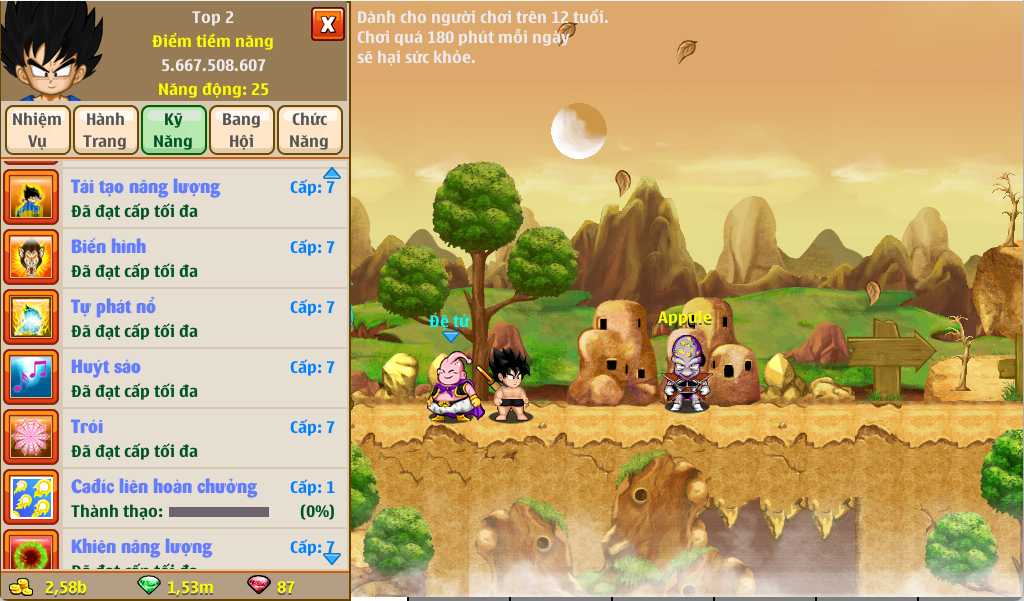 Top 2
X
Điểm tiềm năng
5.667.508.607
Năng động: 25
Nhiệm Vụ
Hành Trang
Kỹ Năng
Bang Hội
Chức Năng
Tái tạo năng lượng Cấp: 7
Đã đạt cấp tối đa
Biến hình Cấp: 7
Đã đạt cấp tối đa
Tự phát nổ Cấp: 7
Đã đạt cấp tối đa
Huýt sáo Cấp: 7
Đã đạt cấp tối đa
Trói Cấp: 7
Đã đạt cấp tối đa
Cađíc liên hoàn chưởng Cấp: 1
Thành thạo: (0%)
Khiên năng lượng Cấp: 7
Đã đạt cấp tối đa
2,58b 1,53m 87
Dành cho người chơi trên 12 tuổi.
Chơi quá 180 phút mỗi ngày
sẽ hại sức khỏe.
Đệ tử
Appule